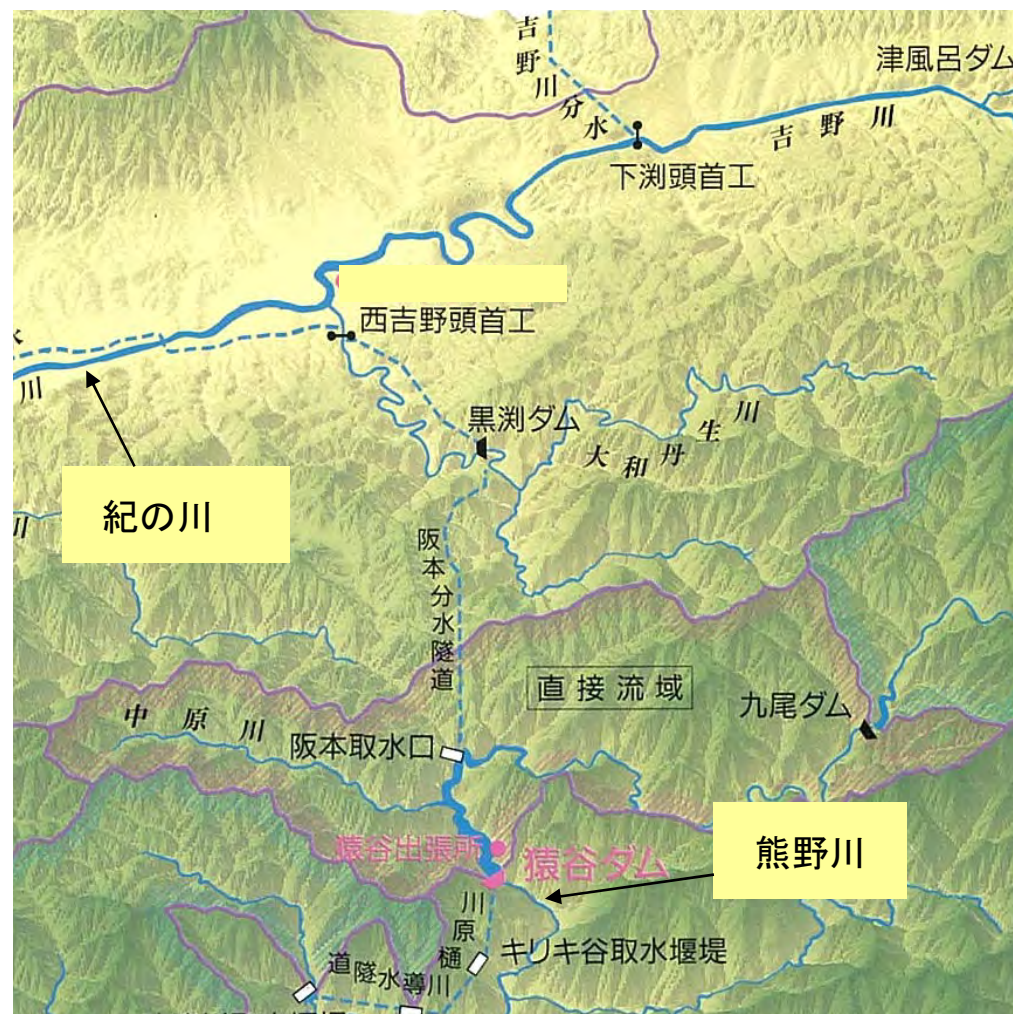 吉野川分水
津風呂ダム
吉野川
下渕頭首工
西吉野頭首工
水
川
黒渕ダム
大和丹生川
紀の川
川
阪本分水隧道
直接流域
九尾ダム
中原川
阪本取水口
猿谷出張所
猿谷ダム
熊野川
川原樋
キリキ谷取水堰堤
川導水隧道